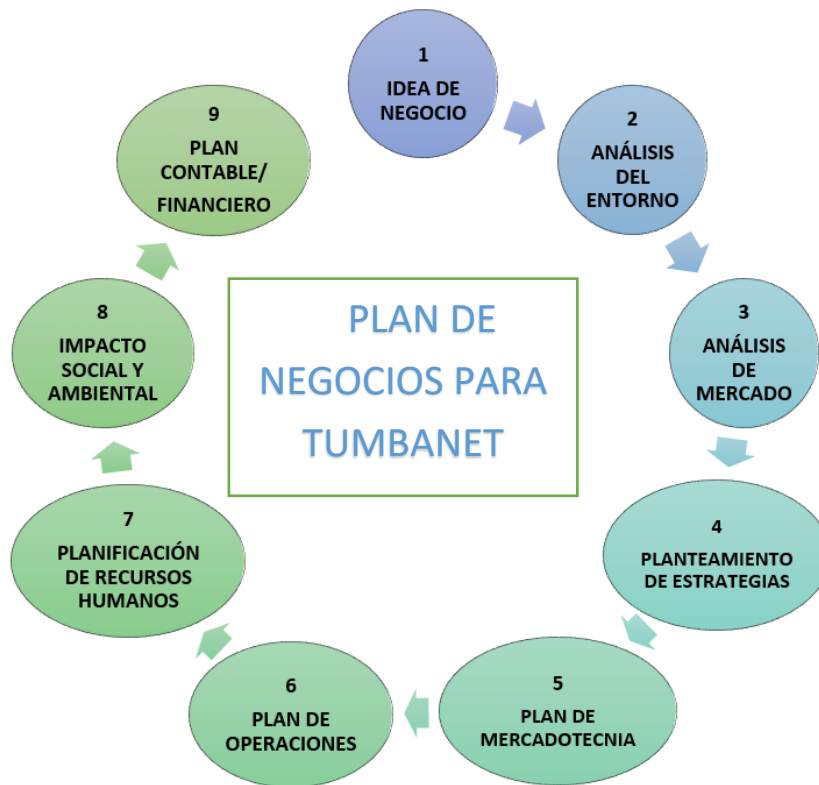 1
IDEA DE
NEGOCIO
2
ANÁLISIS
DEL
ENTORNO
3
ANÁLISIS
DE
MERCADO
4
PLANTEAMIENTO
DE ESTRATEGIAS
5
PLAN DE
MERCADOTECNIA
6
PLAN DE
OPERACIONES
7
PLANIFICACIÓN
DE RECURSOS
HUMANOS
8
IMPACTO
SOCIAL Y
AMBIENTAL
9
PLAN
CONTABLE/
FINANCIERO
PLAN DE
NEGOCIOS PARA
TUMBANET